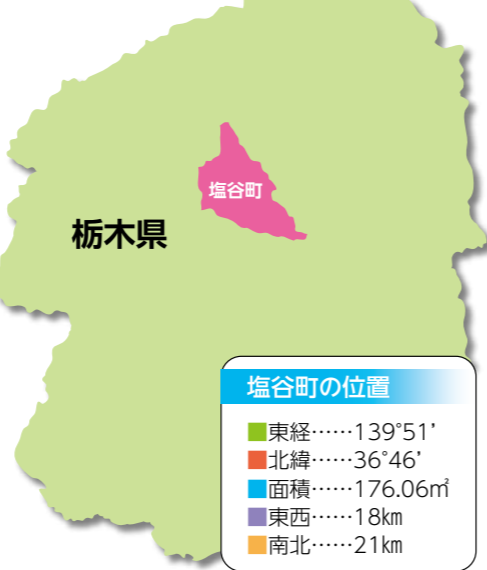 塩谷町
栃木県
塩谷町の位置
■東経……139°51’
■北緯……36°46’
■面積……176.06㎡
■東西……18㎞
■南北……21㎞